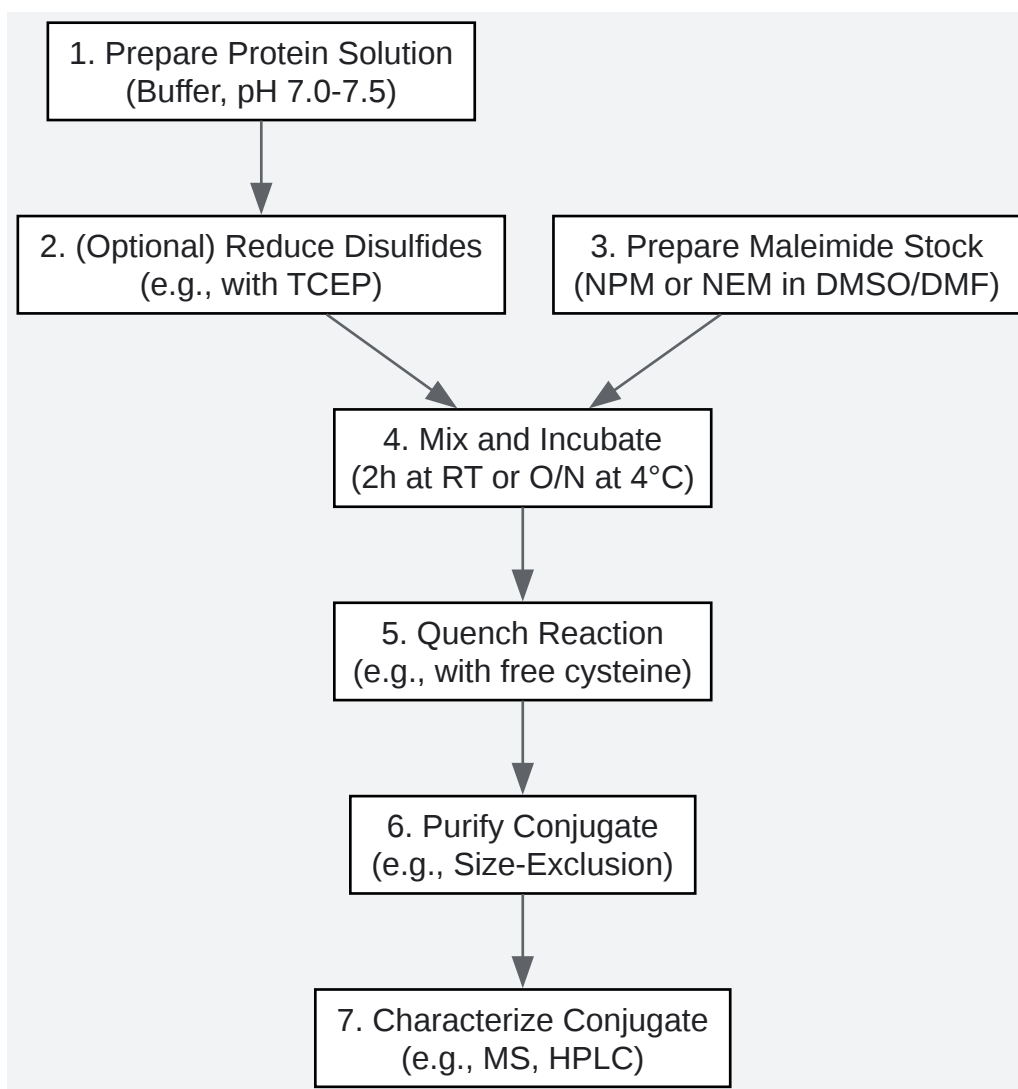 1. Prepare Protein Solution
(Buffer, pH 7.0-7.5)
2. (Optional) Reduce Disulfides
(e.g., with TCEP)
3. Prepare Maleimide Stock
(NPM or NEM in DMSO/DMF)
4. Mix and Incubate
(2h at RT or O/N at 4°C)
5. Quench Reaction
(e.g., with free cysteine)
6. Purify Conjugate
(e.g., Size-Exclusion)
7. Characterize Conjugate
(e.g., MS, HPLC)